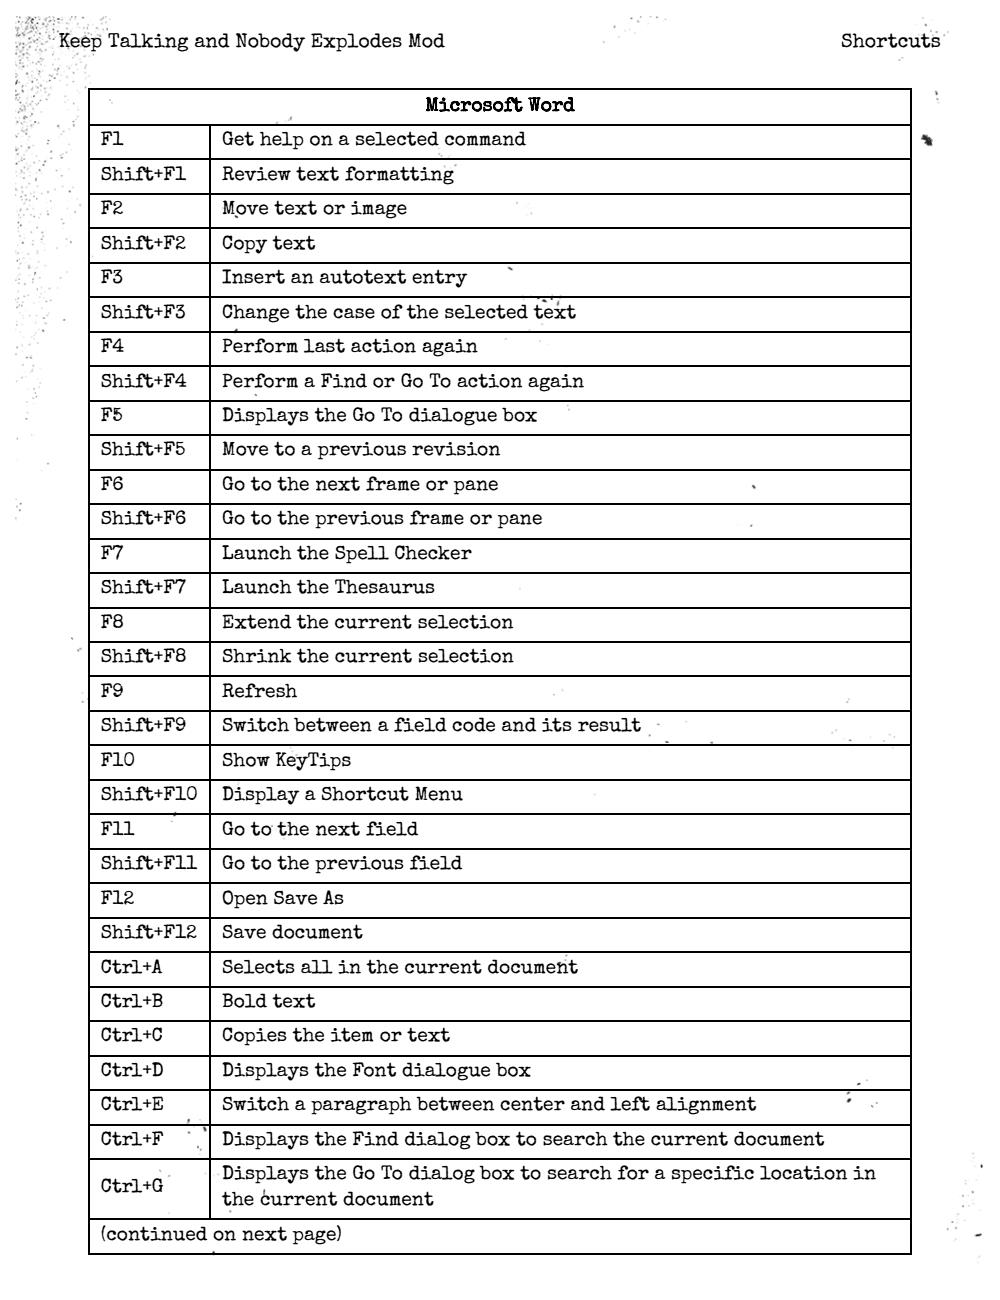 Keep Talking and Nobody Explodes Mod Shortcuts
Microsoft Word
F1 Get help on a selected command
Shift+F1 Review text formatting
F2 Move text or image
Shift+F2 Copy text
F3 Insert an autotext entry
Shift+F3 Change the case of the selected text
F4 Perform last action again
Shift+F4 Perform a Find or Go To action again
F5 Displays the Go To dialogue box
Shift+F5 Move to a previous revision
F6 Go to the next frame or pane
Shift+F6 Go to the previous frame or pane
F7 Launch the Spell Checker
Shift+F7 Launch the Thesaurus
F8 Extend the current selection
Shift+F8 Shrink the current selection
F9 Refresh
Shift+F9 Switch between a field code and its result
F10 Show KeyTips
Shift+F10 Display a Shortcut Menu
F11 Go to the next field
Shift+F11 Go to the previous field
F12 Open Save As
Shift+F12 Save document
Ctrl+A Selects all in the current document
Ctrl+B Bold text
Ctrl+C Copies the item or text
Ctrl+D Displays the Font dialogue box
Ctrl+E Switch a paragraph between center and left alignment
Ctrl+F Displays the Find dialog box to search the current document
Ctrl+G Displays the Go To dialog box to search for a specific location in
the current document
(continued on next page)